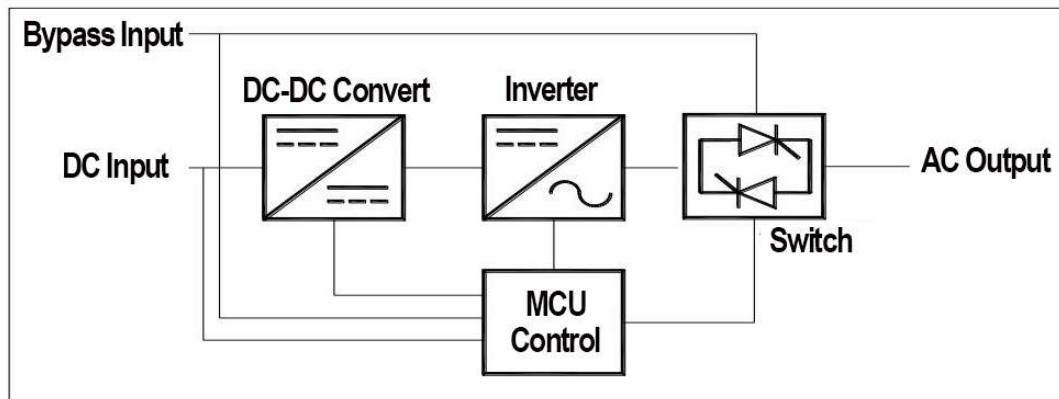 Bypass Input
DC-DC Convert
Inverter
DC Input
AC Output
Switch
MCU
Control